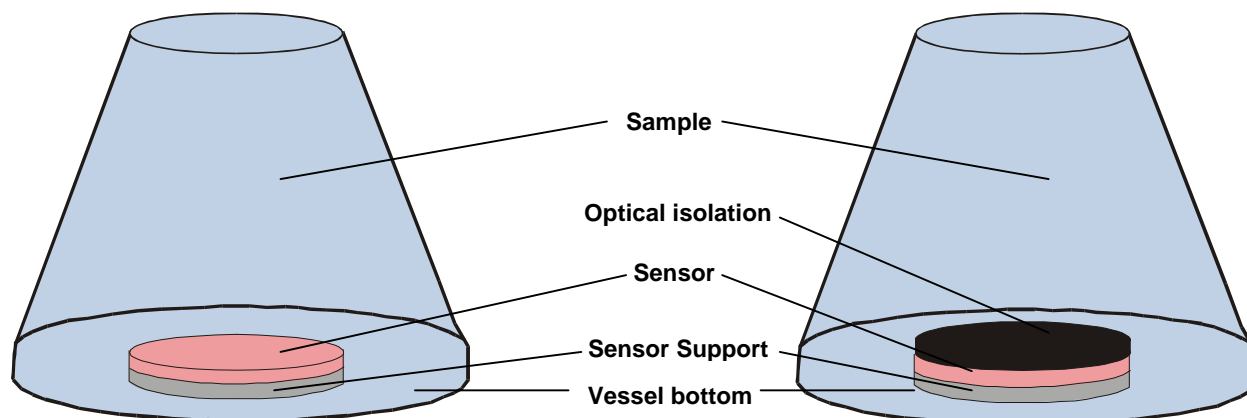 Sample
Optical isolation
Sensor
Sensor Support
Vessel bottom